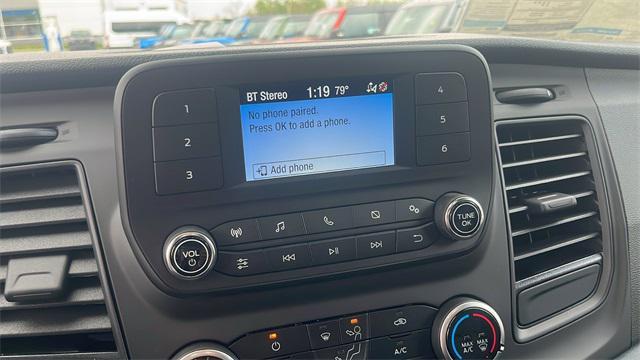 BT Stereo 1:19 79°
No phone paired.
Press OK to add a phone.
Add phone
1
2
3
4
5
6
VOL
TUNE
OK
A/C
MAX
A/C
MAX